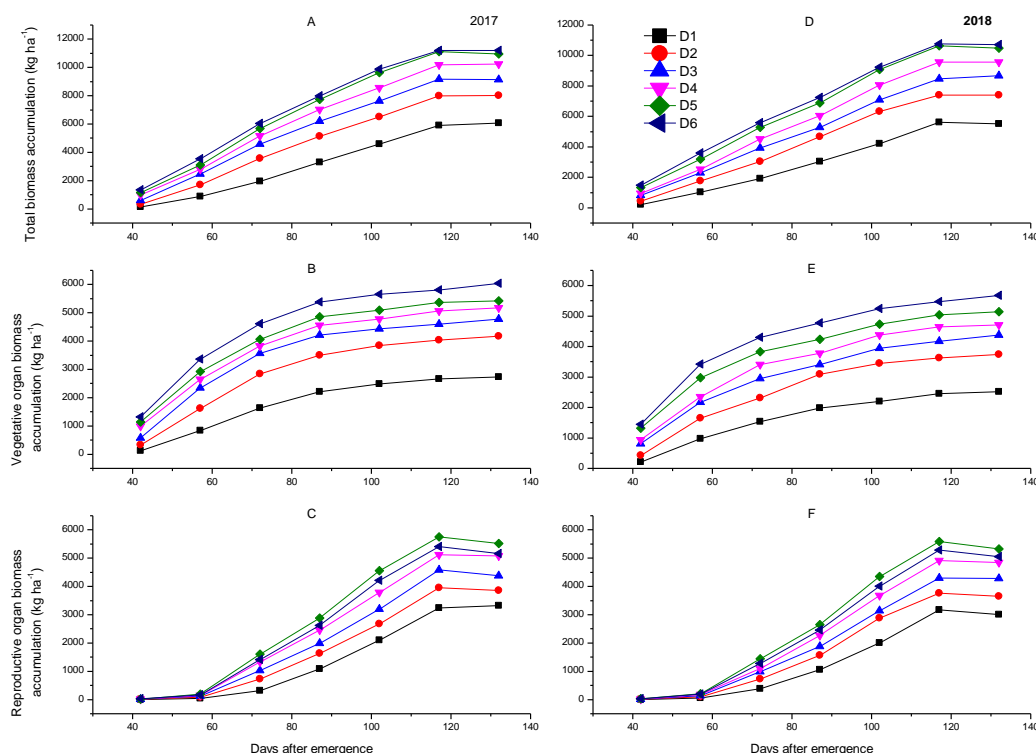 A
2017
Total biomass accumulation (kg ha⁻¹)
12000
10000
8000
6000
4000
2000
0
40 60 80 100 120 140
D
2018
12000
10000
8000
6000
4000
2000
0
40 60 80 100 120 140
D1
D2
D3
D4
D5
D6
B
Vegetative organ biomass
accumulation (kg ha⁻¹)
6000
5000
4000
3000
2000
1000
0
40 60 80 100 120 140
E
6000
5000
4000
3000
2000
1000
0
40 60 80 100 120 140
C
Reproductive organ biomass
accumulation (kg ha⁻¹)
6000
5000
4000
3000
2000
1000
0
40 60 80 100 120 140
Days after emergence
F
6000
5000
4000
3000
2000
1000
0
40 60 80 100 120 140
Days after emergence